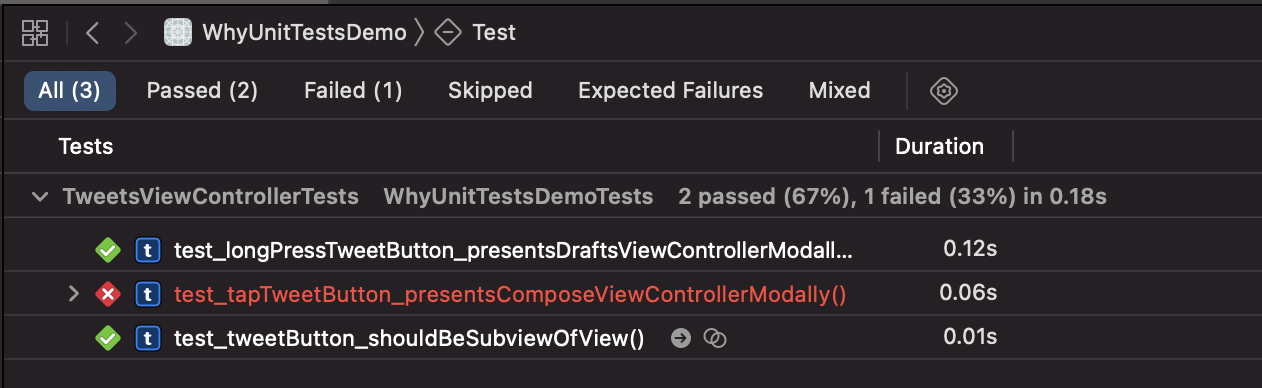 WhyUnitTestsDemo Test
All (3) Passed (2) Failed (1) Skipped Expected Failures Mixed
Tests Duration
TweetsViewControllerTests WhyUnitTestsDemoTests 2 passed (67%), 1 failed (33%) in 0.18s
t test_longPressTweetButton_presentsDraftsViewControllerModall... 0.12s
t test_tapTweetButton_presentsComposeViewControllerModally() 0.06s
t test_tweetButton_shouldBeSubviewOfView() 0.01s